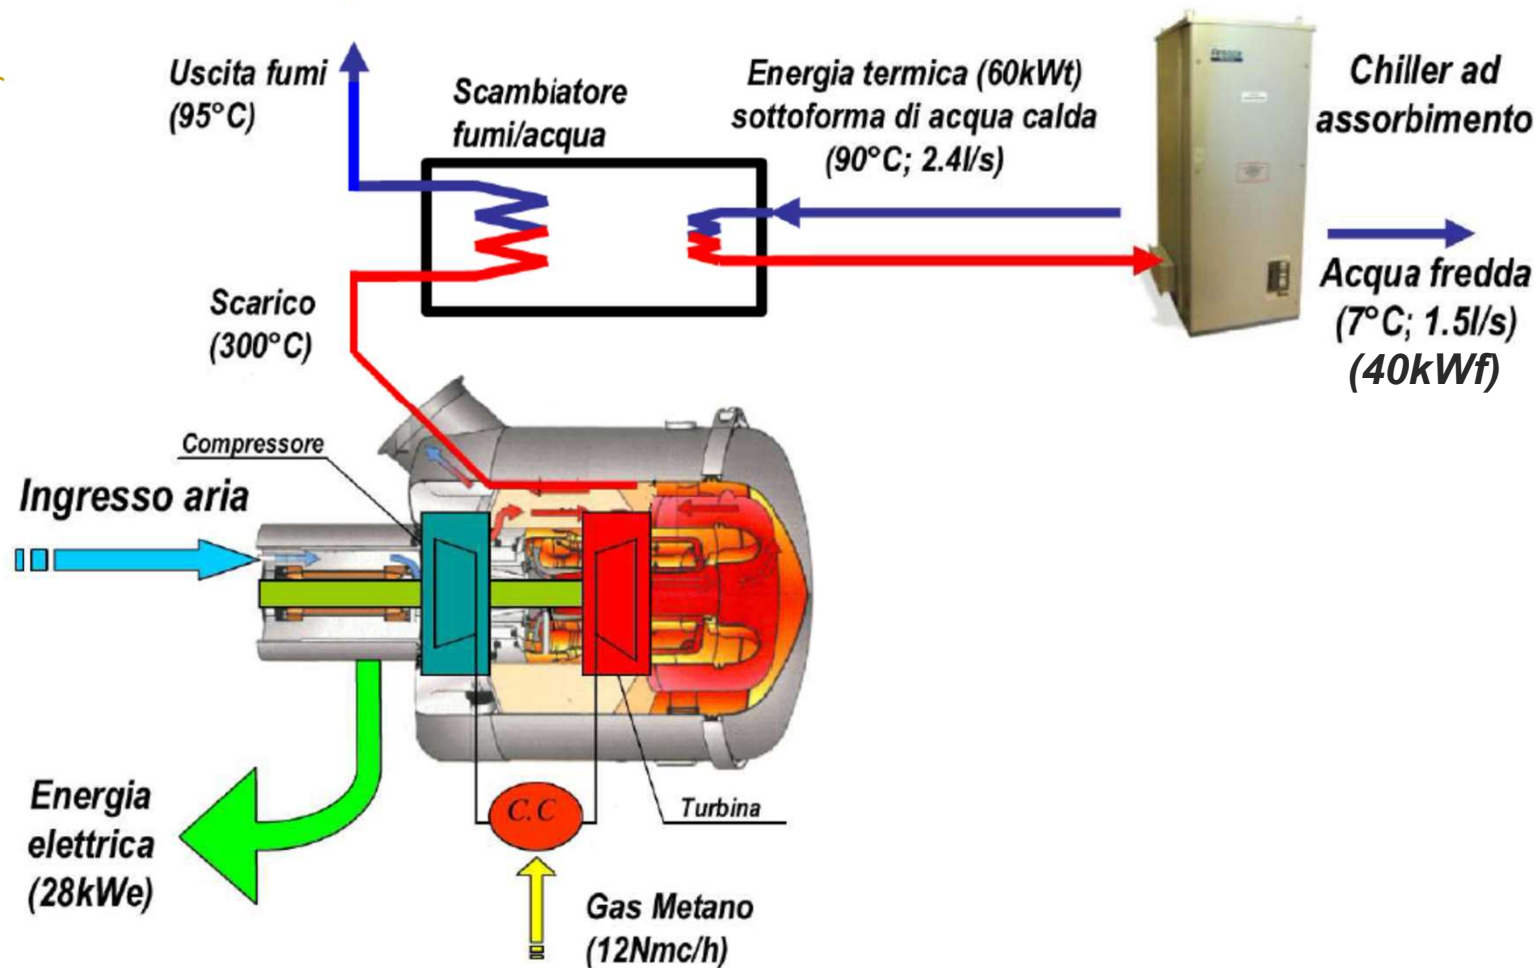 Uscita fumi
(95°C)
Scambiatore
fumi/acqua
Energia termica (60kWt)
sottoforma di acqua calda
(90°C; 2.4l/s)
Chiller ad
assorbimento
Acqua fredda
(7°C; 1.5l/s)
(40kWf)
Scarico
(300°C)
Compressore
Ingresso aria
Energia
elettrica
(28kWe)
C.C
Turbina
Gas Metano
(12Nmc/h)